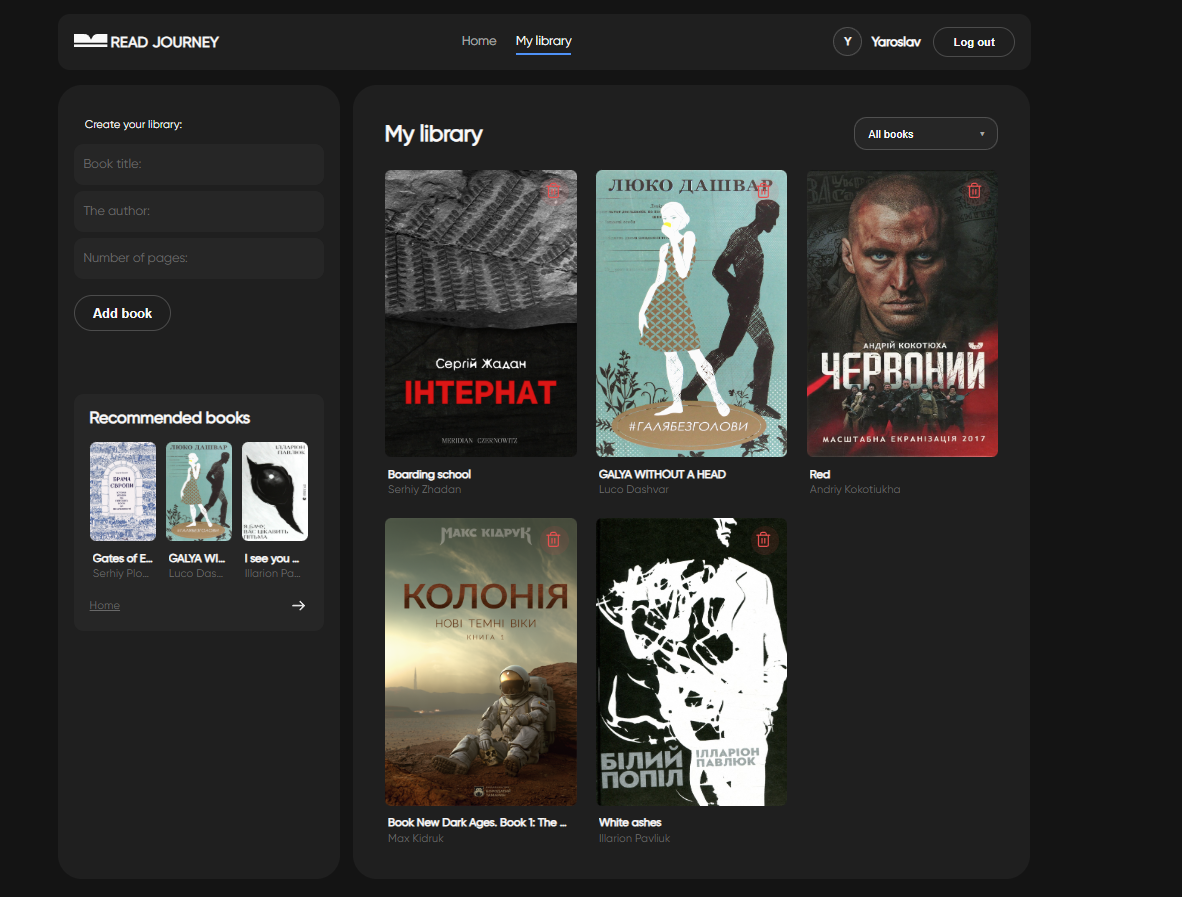 READ JOURNEY
Home
My library
Y
Yaroslav
Log out
Create your library:
Book title:
The author:
Number of pages:
Add book
Recommended books
БРАМА
ЄВРОПИ
ЛЮКО ДАШВАР
#ГАЛЯБЕЗГОЛОВИ
ІЛЛАРІОН
ПАВЛЮК
Я БАЧУ,
ВАС ЦІКАВИТЬ
ПІТЬМА
Gates of E...
GALYA WI...
I see you ...
Serhiy Plo...
Luco Das...
Illarion Pa...
Home
My library
All books
Сергій Жадан
ІНТЕРНАТ
MERIDIAN CZERNOWITZ
Boarding school
Serhiy Zhadan
ЛЮКО ДАШВАР
#ГАЛЯБЕЗГОЛОВИ
GALYA WITHOUT A HEAD
Luco Dashvar
АНДРІЙ КОКОТЮХА
ЧЕРВОНИЙ
МАСШТАБНА ЕКРАНІЗАЦІЯ 2017
Red
Andriy Kokotiukha
МАКС КІДРУК
КОЛОНІЯ
НОВІ ТЕМНІ ВІКИ
КНИГА 1
Book New Dark Ages. Book 1: The ...
Max Kidruk
БІЛИЙ
ПОПІЛ
ІЛЛАРІОН
ПАВЛЮК
White ashes
Illarion Pavliuk